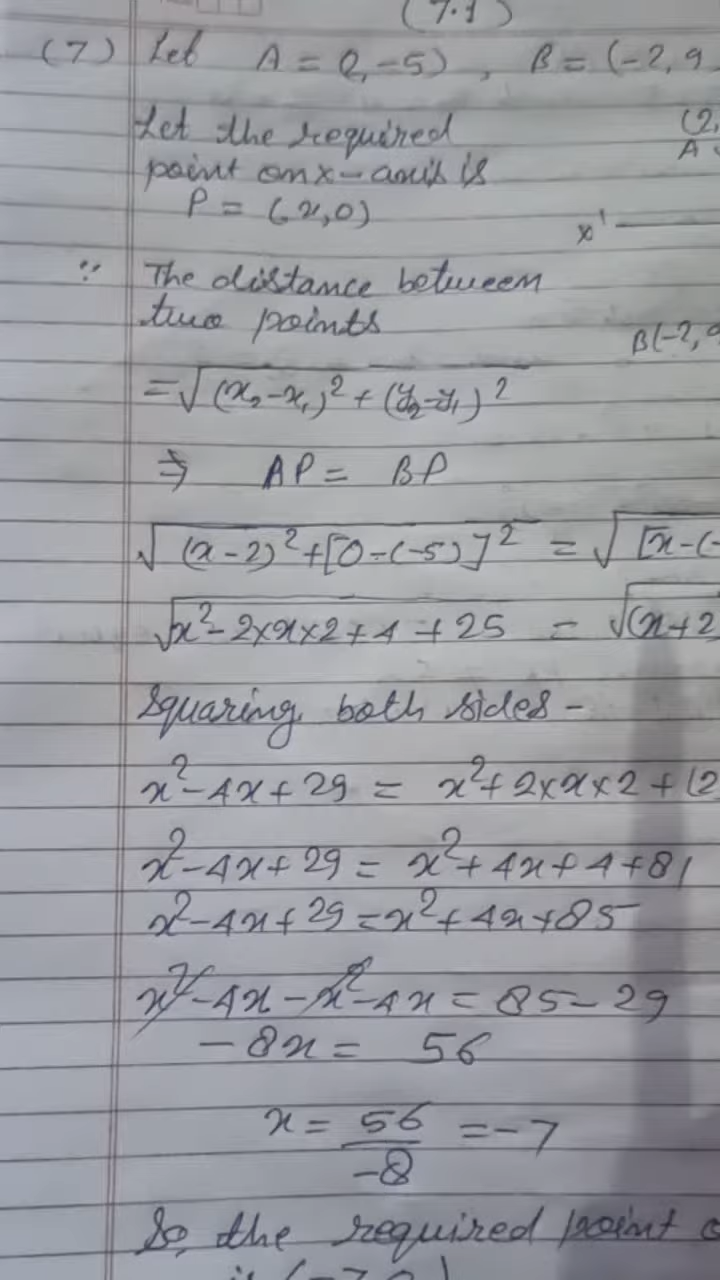 (7.1)
(7) Let A = (2,-5) , B = (-2, 9
Let the required
point on x-axis is
P = (x,0)
(2,
A
x'
∵ The distance between
two points
B(-2, 9
=√(x₂-x₁)² + (y₂-y₁)²
⇒ AP = BP
√(x-2)²+[0-(-5)]² = √[x-(-
√x²-2×x×2+4+25 = √(x+2
Squaring both sides -
x²-4x+29 = x²+2×x×2+(2
x²-4x+29 = x²+4x+4+81
x²-4x+29=x²+4x+85
x²-4x-x²-4x = 85-29
-8x = 56
x = 56/-8 = -7
So, the required point o
is (-7,0)